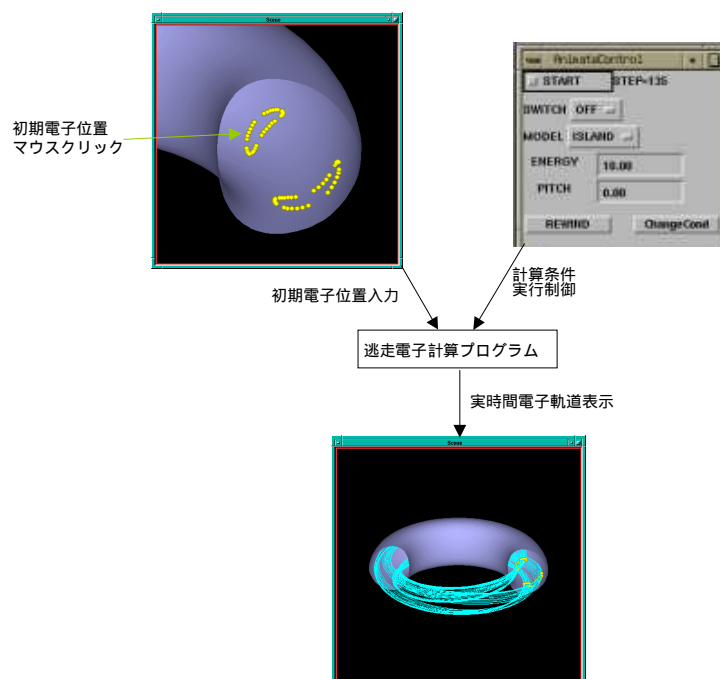 Scene
AnimateControl
START STEP=135
SWITCH OFF
MODEL ISLAND
ENERGY 10.00
PITCH 0.00
REWIND ChangeCond
初期電子位置
マウスクリック
初期電子位置入力
計算条件
実行制御
逃走電子計算プログラム
実時間電子軌道表示
Scene